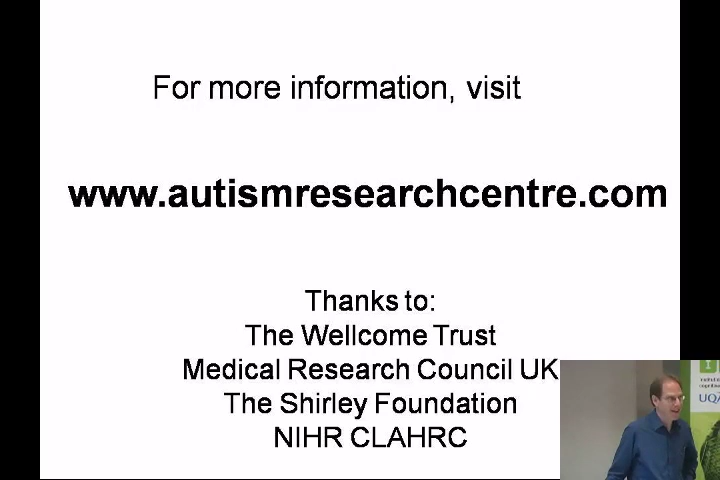 For more information, visit
www.autismresearchcentre.com
Thanks to:
The Wellcome Trust
Medical Research Council UK
The Shirley Foundation
NIHR CLAHRC
UQÀ